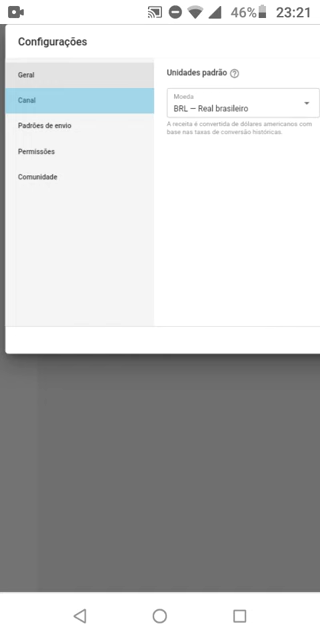 46% 23:21
Configurações
Geral
Canal
Padrões de envio
Permissões
Comunidade
Unidades padrão
Moeda
BRL – Real brasileiro
A receita é convertida de dólares americanos com
base nas taxas de conversão históricas.